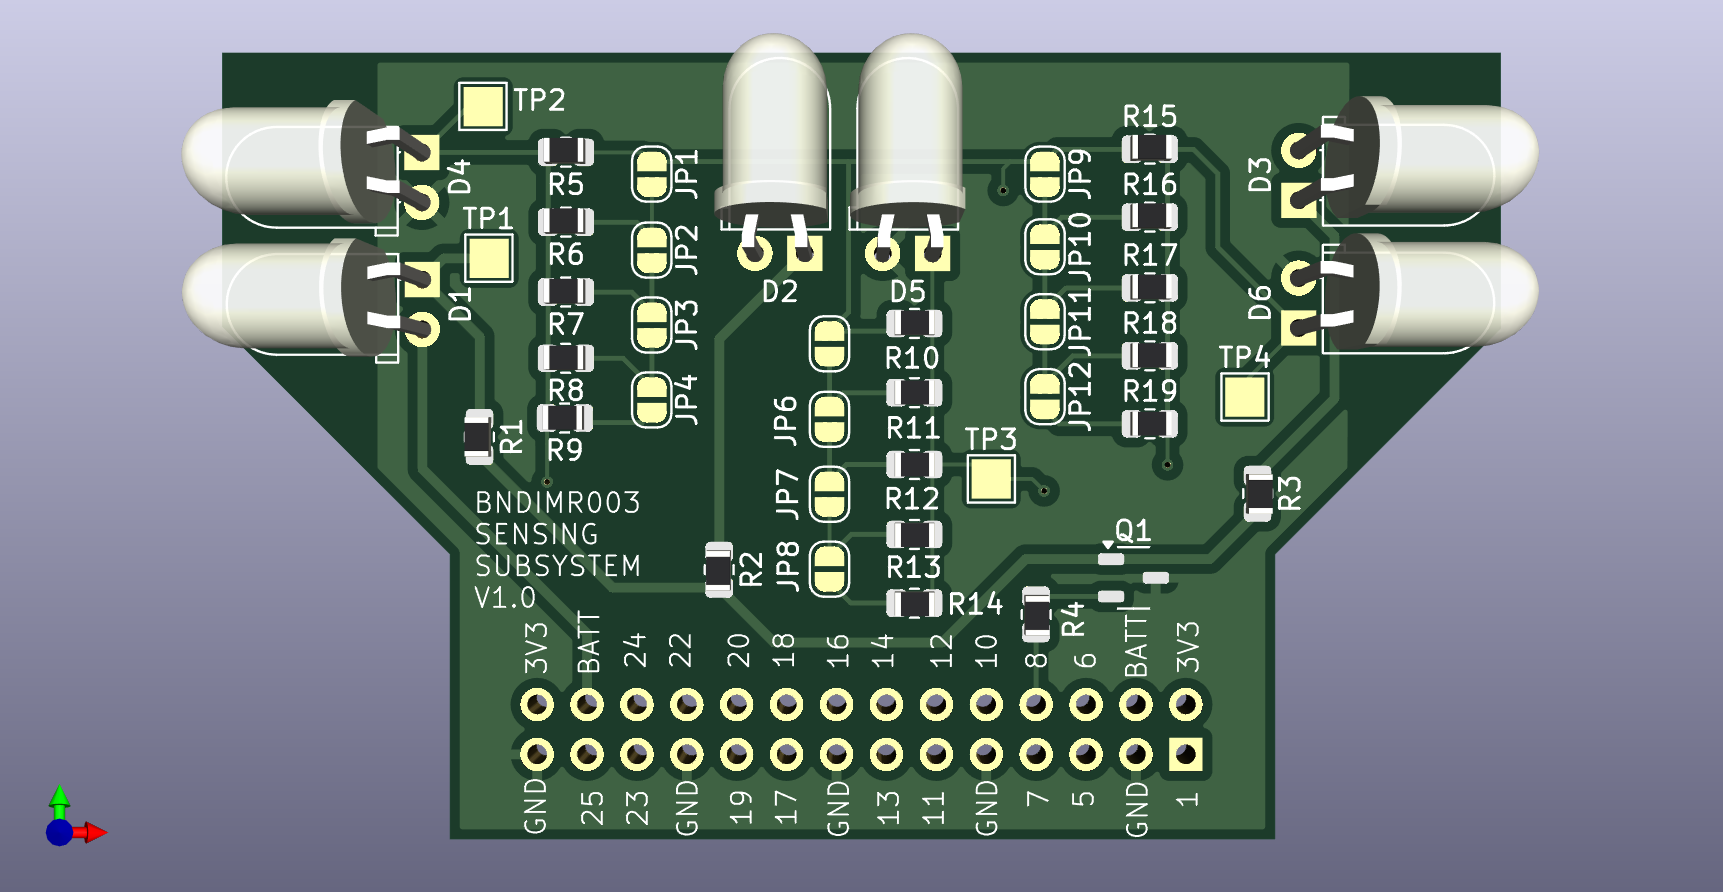 TP2
D4
R5
JP1
TP1
R6
JP2
D1
R7
JP3
R8
JP4
R9
R1
D2
D5
R10
JP6
R11
TP3
JP7
R12
JP8
R13
R14
R2
R15
JP9
R16
JP10
R17
JP11
R18
JP12
R19
D3
D6
TP4
R3
Q1
R4
BNDIMR003
SENSING
SUBSYSTEM
V1.0
3V3 BATT 24 22 20 18 16 14 12 10 8 6 BATT 3V3
GND 25 23 GND 19 17 GND 13 11 GND 7 5 GND 1